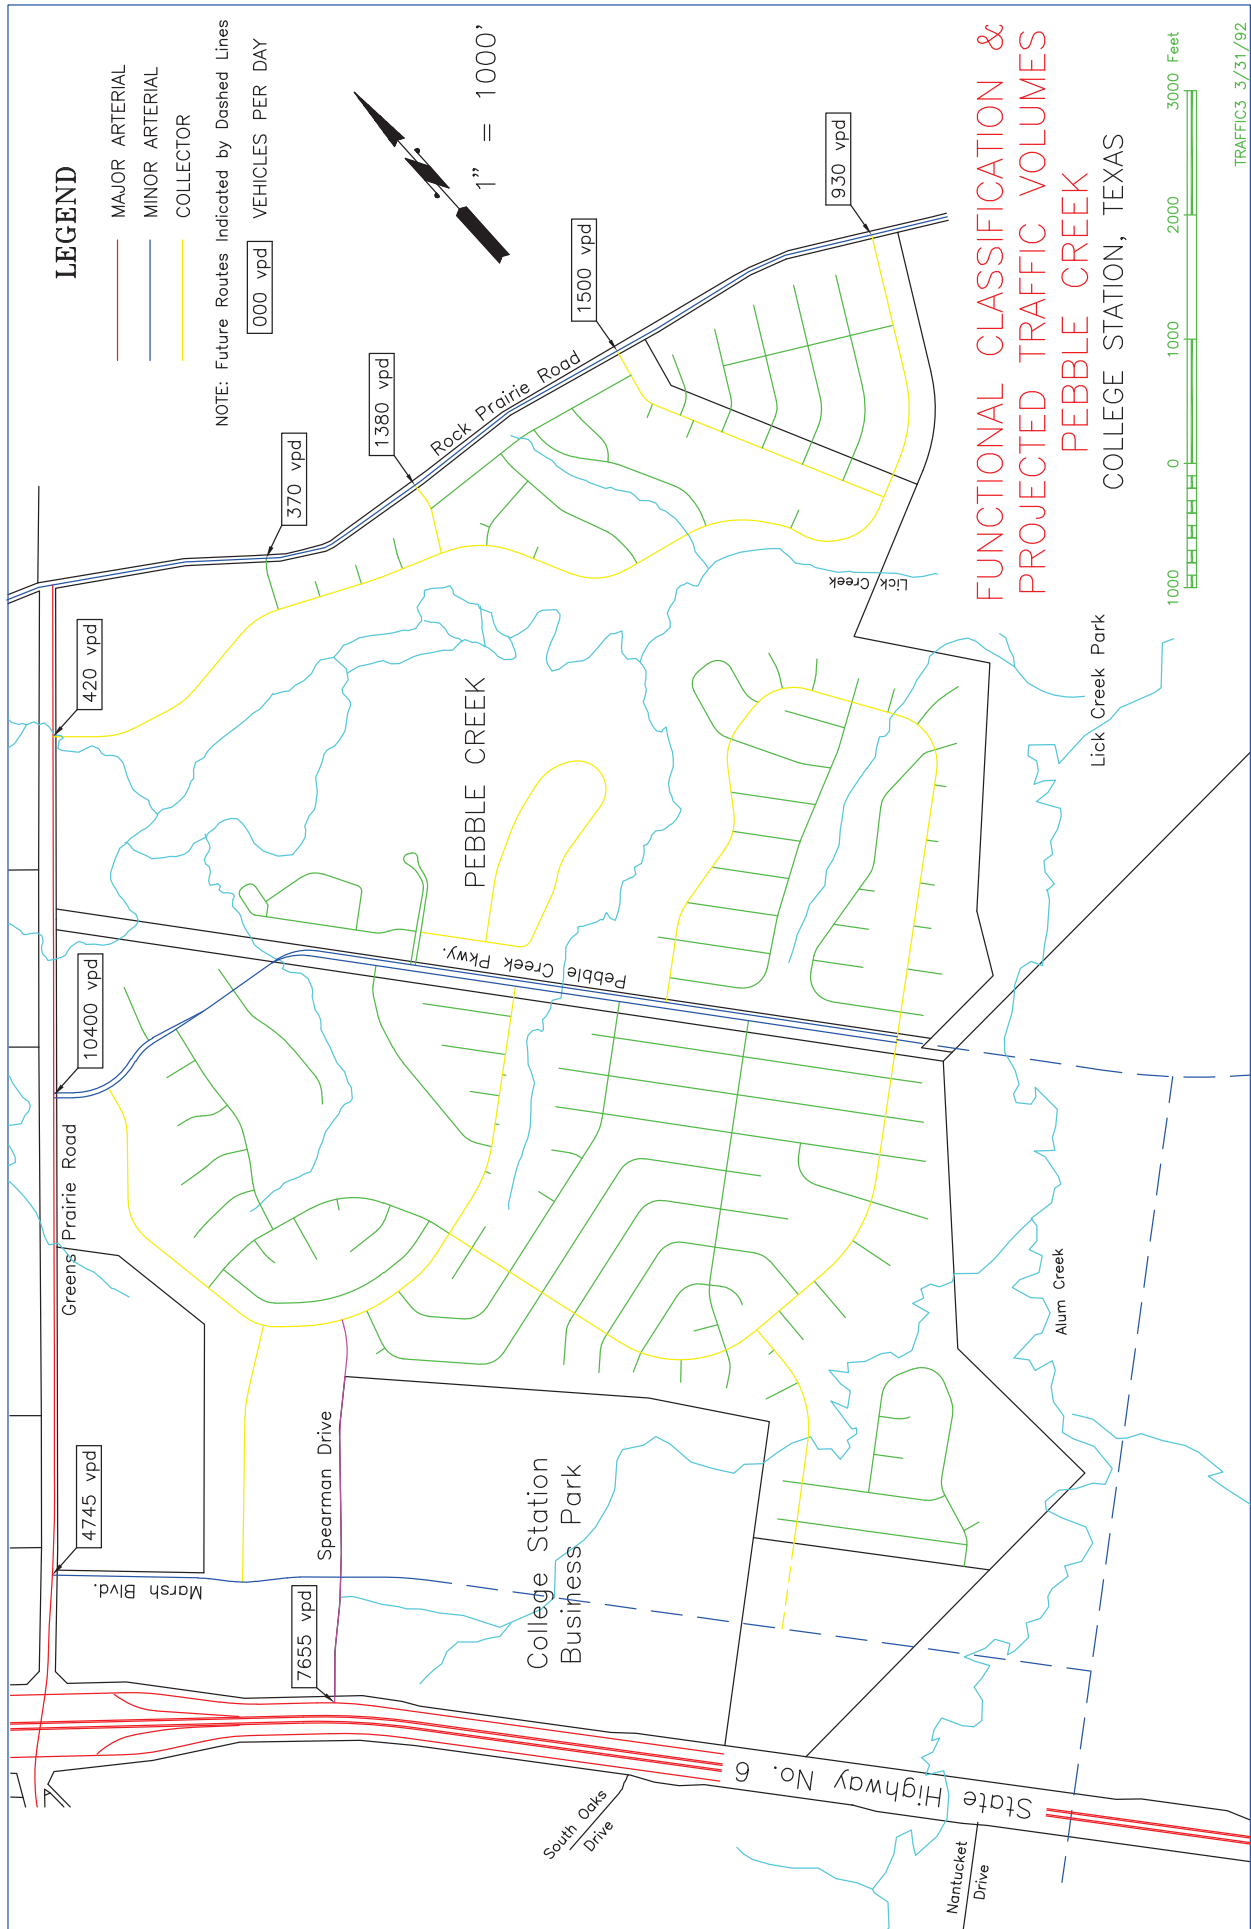 LEGEND
MAJOR ARTERIAL
MINOR ARTERIAL
COLLECTOR
NOTE: Future Routes Indicated by Dashed Lines
000 vpd
VEHICLES PER DAY
1" = 1000'
4745 vpd
10400 vpd
420 vpd
370 vpd
1380 vpd
1500 vpd
930 vpd
7655 vpd
Greens Prairie Road
Rock Prairie Road
Marsh Blvd.
Spearman Drive
Pebble Creek Pkwy.
PEBBLE CREEK
College Station
Business Park
Lick Creek
Lick Creek Park
Alum Creek
State Highway No. 6
South Oaks
Drive
Nantucket
Drive
FUNCTIONAL CLASSIFICATION &
PROJECTED TRAFFIC VOLUMES
PEBBLE CREEK
COLLEGE STATION, TEXAS
1000 0 1000 2000 3000 Feet
TRAFFIC3 3/31/92